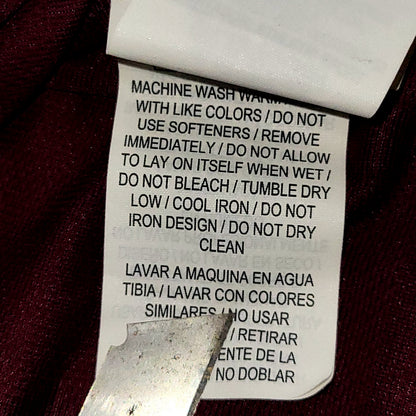 MACHINE WASH WARM
WITH LIKE COLORS / DO NOT
USE SOFTENERS / REMOVE
IMMEDIATELY / DO NOT ALLOW
TO LAY ON ITSELF WHEN WET /
DO NOT BLEACH / TUMBLE DRY
LOW / COOL IRON / DO NOT
IRON DESIGN / DO NOT DRY
CLEAN
LAVAR A MAQUINA EN AGUA
TIBIA / LAVAR CON COLORES
SIMILARES / NO USAR
/ RETIRAR
DE LA
NO DOBLAR